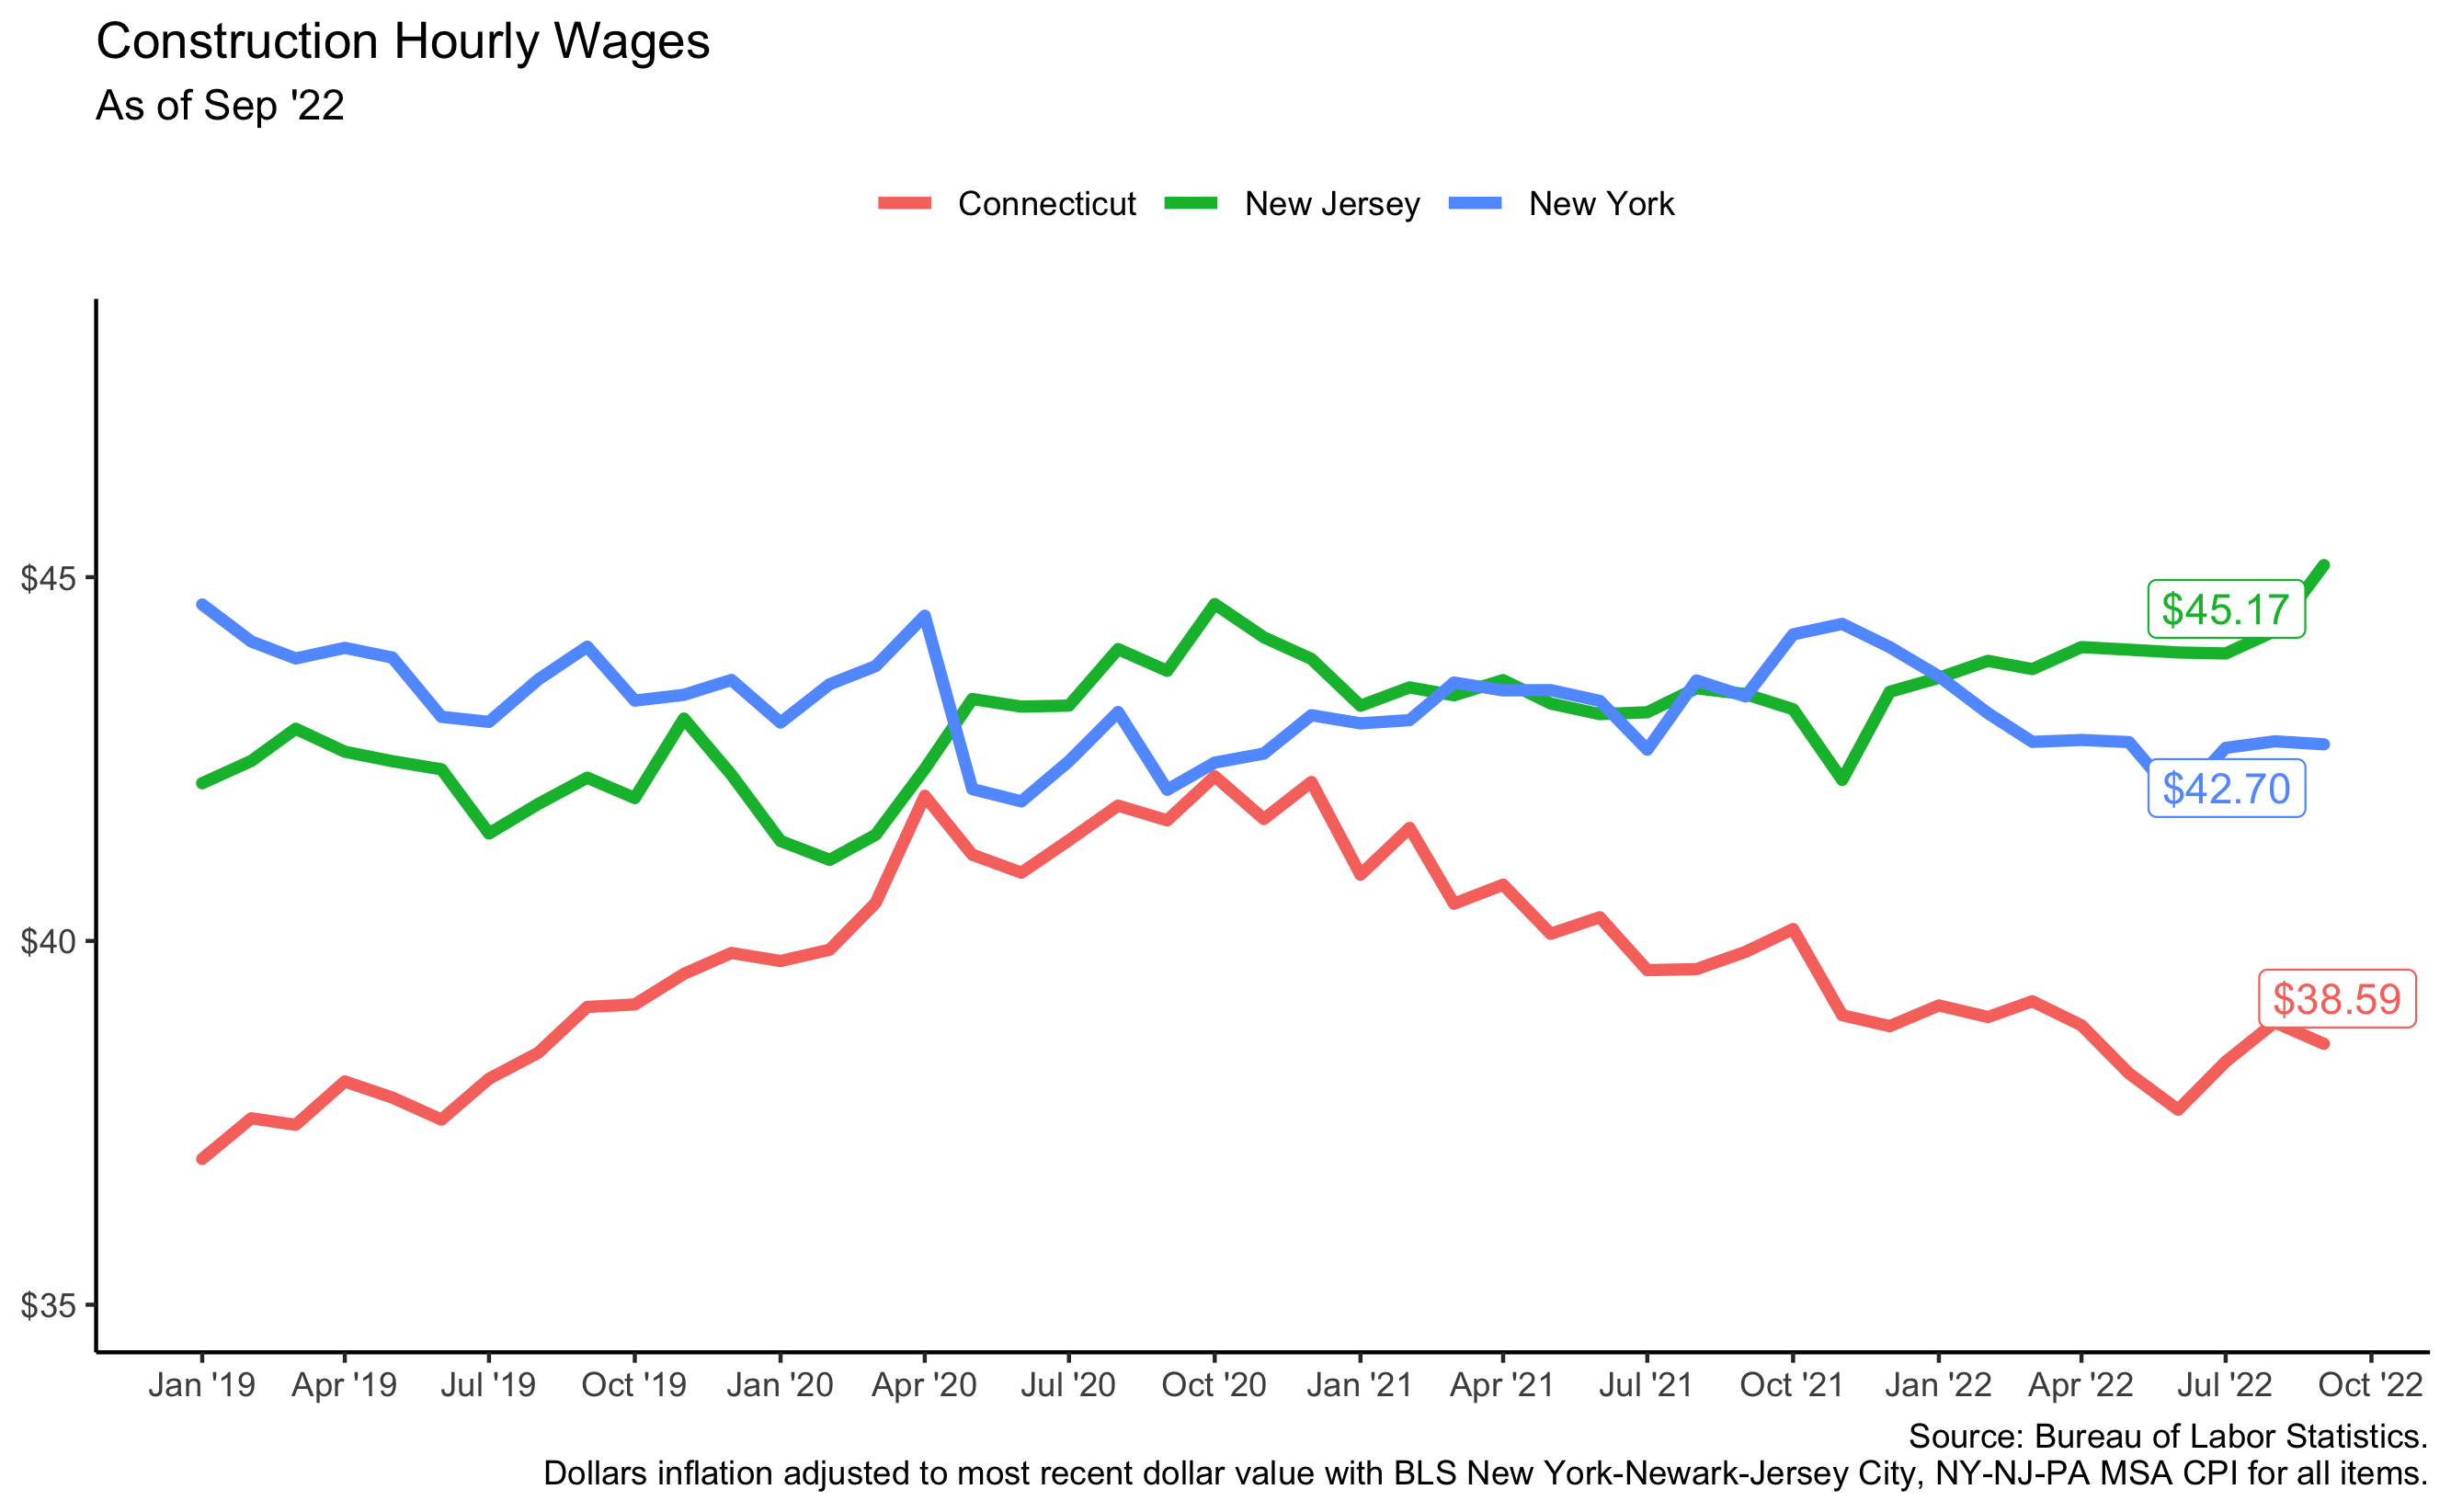 Construction Hourly Wages
As of Sep '22
Connecticut New Jersey New York
$45
$40
$35
$45.17
$42.70
$38.59
Jan '19 Apr '19 Jul '19 Oct '19 Jan '20 Apr '20 Jul '20 Oct '20 Jan '21 Apr '21 Jul '21 Oct '21 Jan '22 Apr '22 Jul '22 Oct '22
Source: Bureau of Labor Statistics.
Dollars inflation adjusted to most recent dollar value with BLS New York-Newark-Jersey City, NY-NJ-PA MSA CPI for all items.